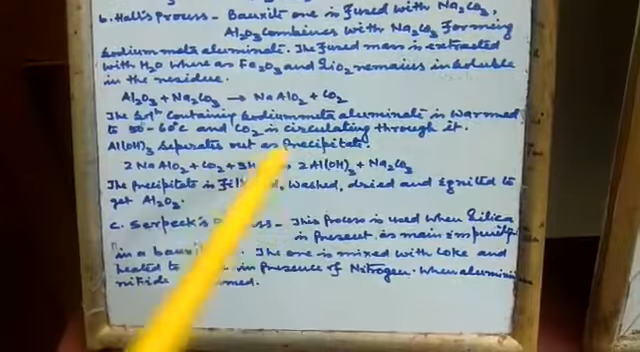 b. Hall's Process - Bauxite ore is fused with Na2CO3,
Al2O3 combines with Na2CO3 forming
Sodium meta aluminate. The fused mass is extracted
with H2O where as Fe2O3 and SiO2 remains insoluble
in the residue.
Al2O3 + Na2CO3 → NaAlO2 + CO2
The Solⁿ containing Sodium meta aluminate is warmed
to 50-60°C and CO2 is circulating through it.
Al(OH)3 separates out as Precipitate.
2 NaAlO2 + CO2 + 3H 2Al(OH)3 + Na2CO3
The Precipitate is washed, dried and ignited to
get Al2O3.
c. Serpeck's - This Process is used when Silica
is present as main impurity
in a The ore is mixed with Coke and
heated to in presence of Nitrogen. When
nitride